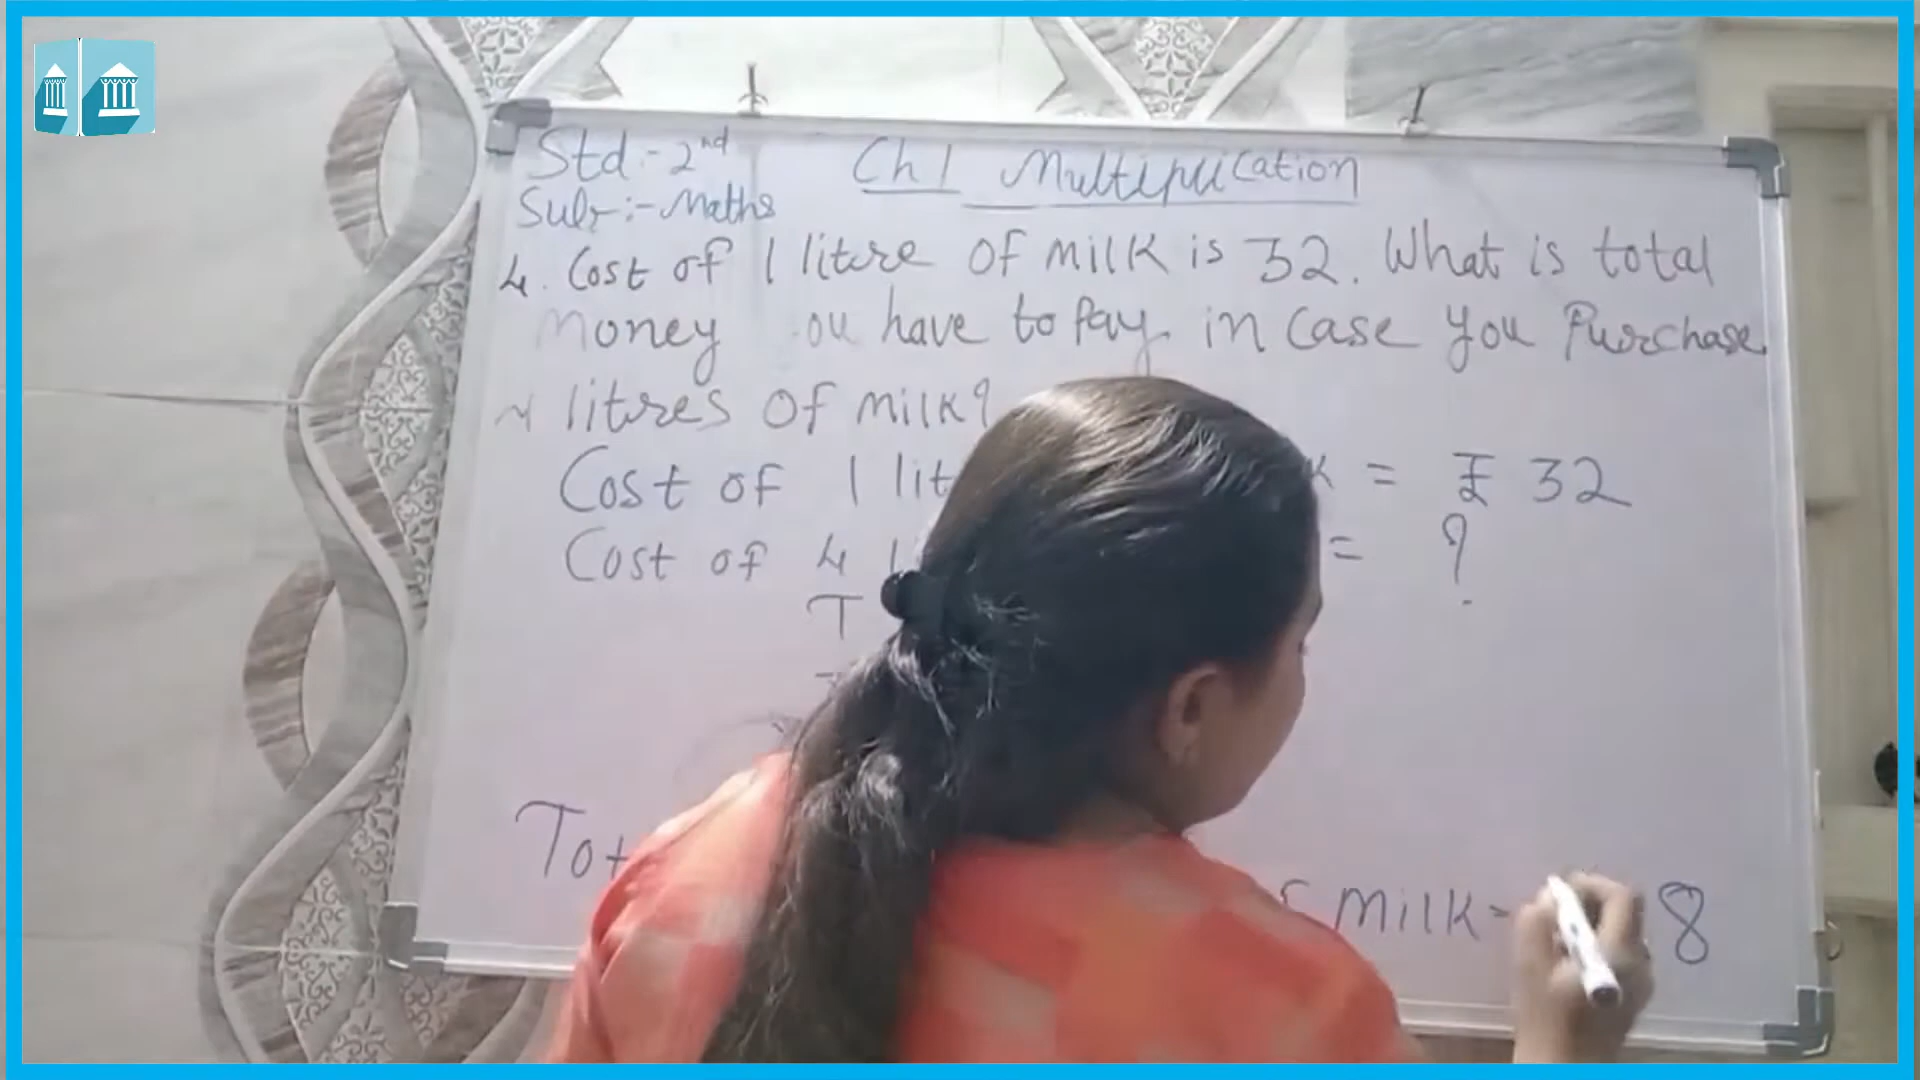 Std :- 2nd
Ch 1 Multiplication
Sub :- Maths
4. Cost of 1 litre of milk is 32. What is total
money ou have to Pay in case you Purchase
4 litres of milk?
Cost of 1 lit = ₹ 32
Cost of 4 l = ?
T
Tot milk = 8